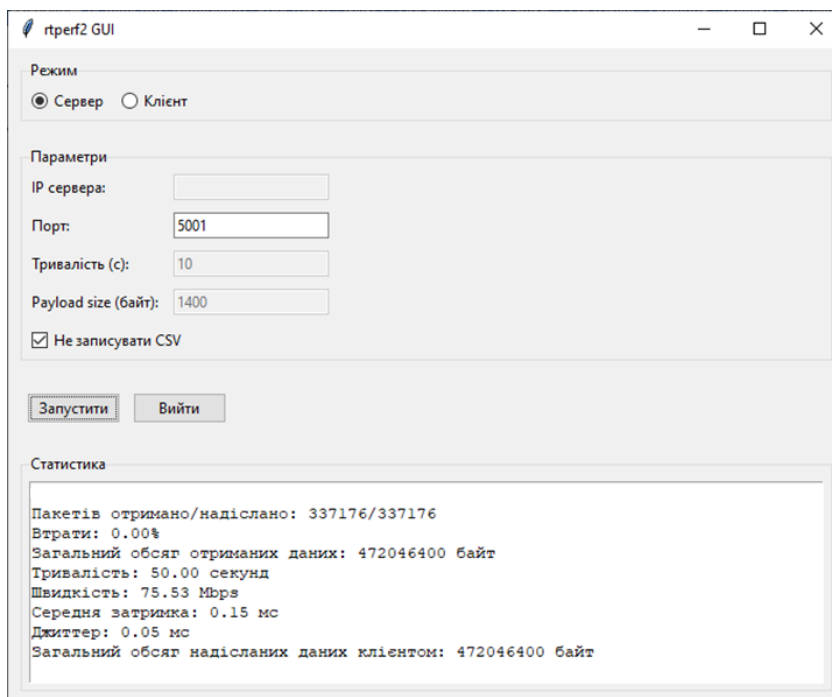 rtperf2 GUI
Режим
Сервер Клієнт
Параметри
IP сервера:
Порт: 5001
Тривалість (с): 10
Payload size (байт): 1400
Не записувати CSV
Запустити Вийти
Статистика
Пакетів отримано/надіслано: 337176/337176
Втрати: 0.00%
Загальний обсяг отриманих даних: 472046400 байт
Тривалість: 50.00 секунд
Швидкість: 75.53 Mbps
Середня затримка: 0.15 мс
Джиттер: 0.05 мс
Загальний обсяг надісланих даних клієнтом: 472046400 байт